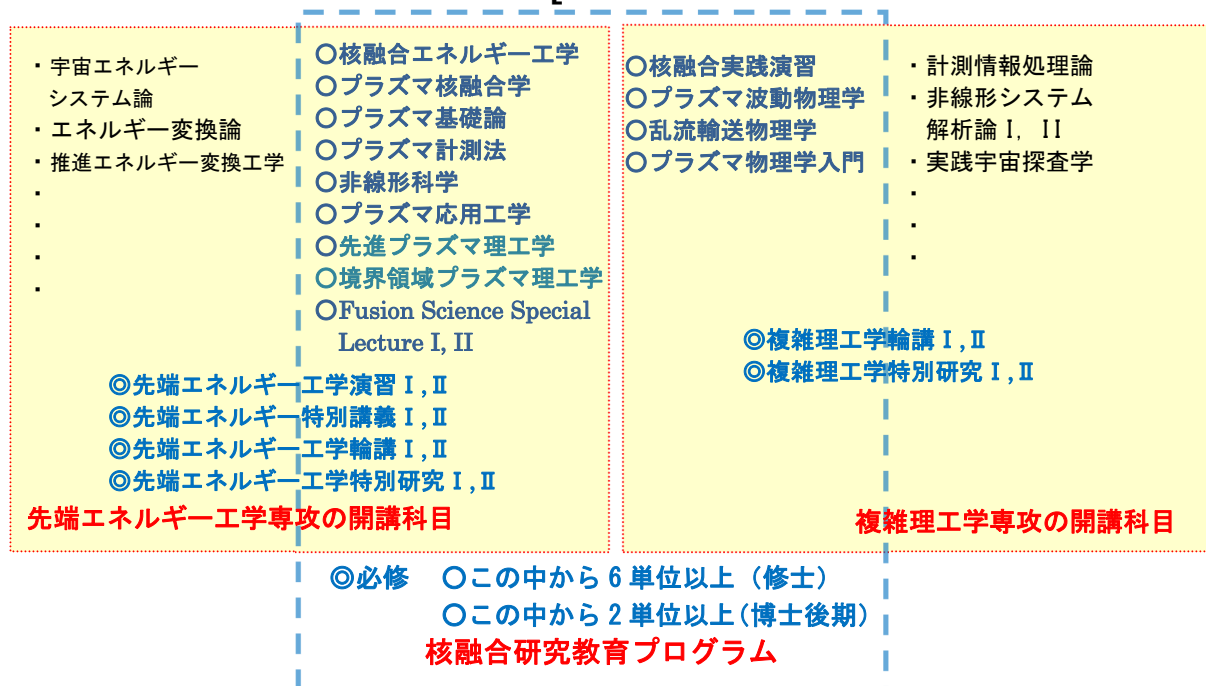 ・宇宙エネルギー
システム論
・エネルギー変換論
・推進エネルギー変換工学
・
・
・
・
〇核融合エネルギー工学
〇プラズマ核融合学
〇プラズマ基礎論
〇プラズマ計測法
〇非線形科学
〇プラズマ応用工学
〇先進プラズマ理工学
〇境界領域プラズマ理工学
〇Fusion Science Special
Lecture I, II
◎先端エネルギー工学演習Ⅰ,Ⅱ
◎先端エネルギー特別講義Ⅰ,Ⅱ
◎先端エネルギー工学輪講Ⅰ,Ⅱ
◎先端エネルギー工学特別研究Ⅰ,Ⅱ
先端エネルギー工学専攻の開講科目
〇核融合実践演習
〇プラズマ波動物理学
〇乱流輸送物理学
〇プラズマ物理学入門
・計測情報処理論
・非線形システム
解析論 I, II
・実践宇宙探査学
・
・
・
◎複雑理工学輪講Ⅰ,Ⅱ
◎複雑理工学特別研究Ⅰ,Ⅱ
複雑理工学専攻の開講科目
◎必修 〇この中から6単位以上（修士）
〇この中から2単位以上(博士後期)
核融合研究教育プログラム